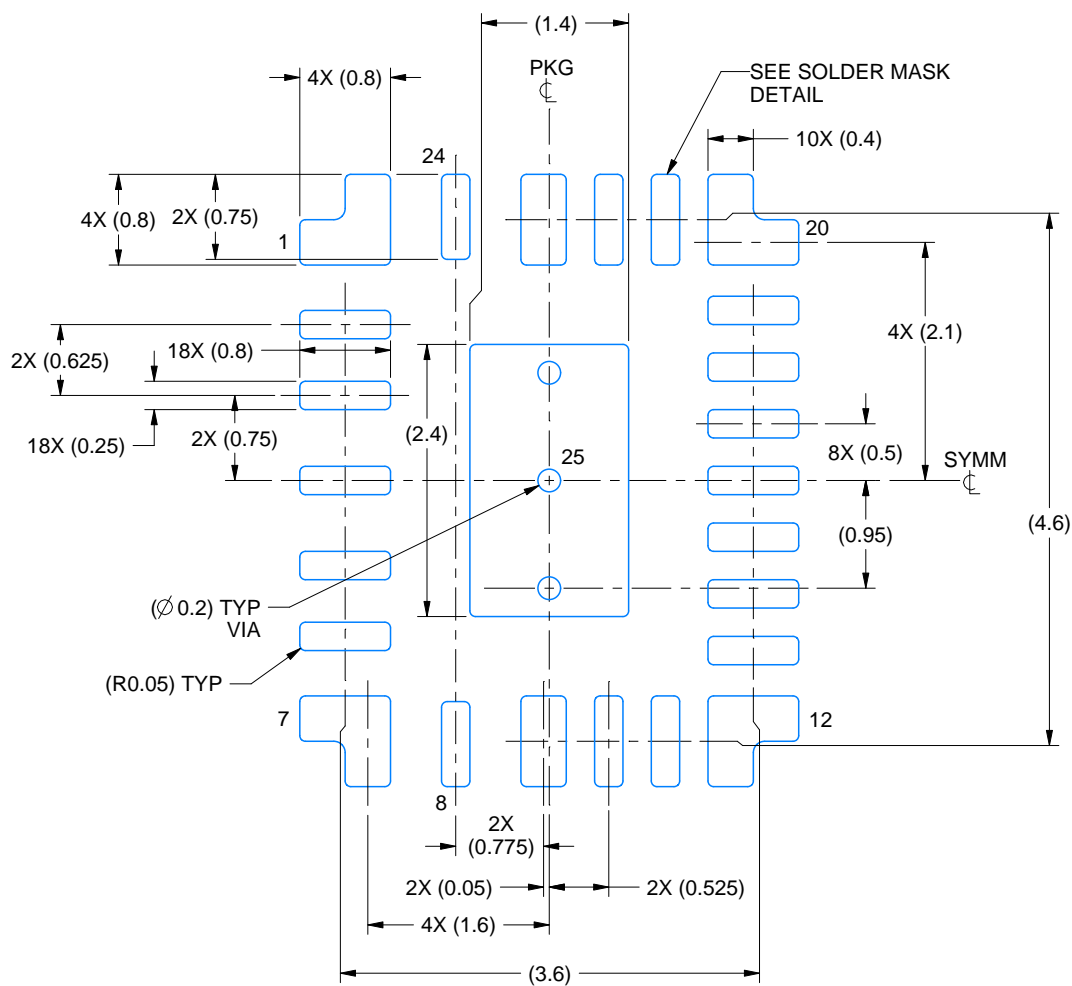 (1.4)
PKG
4X (0.8)
SEE SOLDER MASK
DETAIL
10X (0.4)
24
4X (0.8)
2X (0.75)
1
20
2X (0.625)
18X (0.8)
4X (2.1)
18X (0.25)
2X (0.75)
(2.4)
25
8X (0.5)
SYMM
(4.6)
(0.95)
(Ø0.2) TYP
VIA
(R0.05) TYP
7
12
8
2X
(0.775)
2X (0.05)
2X (0.525)
4X (1.6)
(3.6)